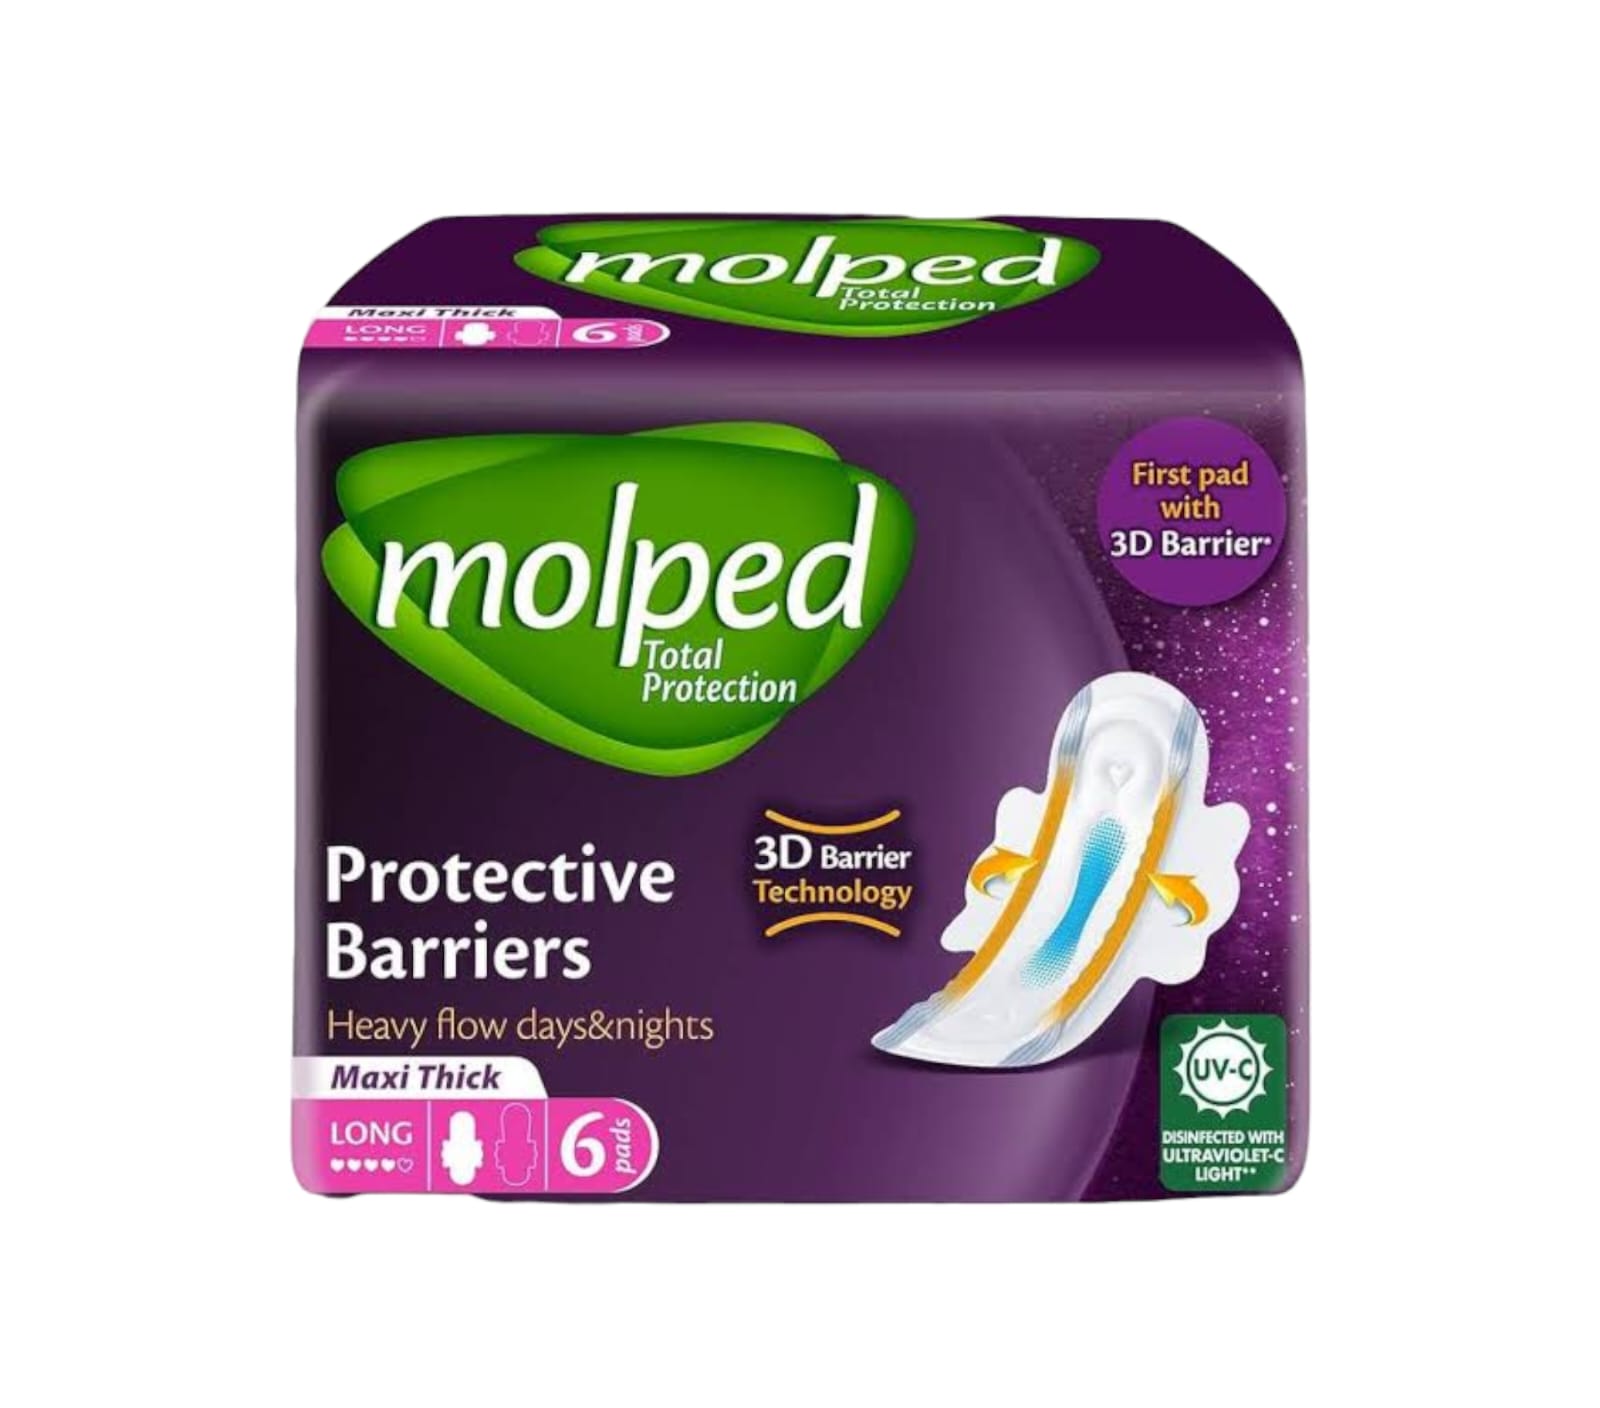 molped
Total
Protection
Maxi Thick
LONG
6 pads
molped
Total
Protection
First pad
with
3D Barrier*
3D Barrier
Technology
Protective
Barriers
Heavy flow days&nights
Maxi Thick
LONG
6 pads
UV-C
DISINFECTED WITH
ULTRAVIOLET-C
LIGHT**